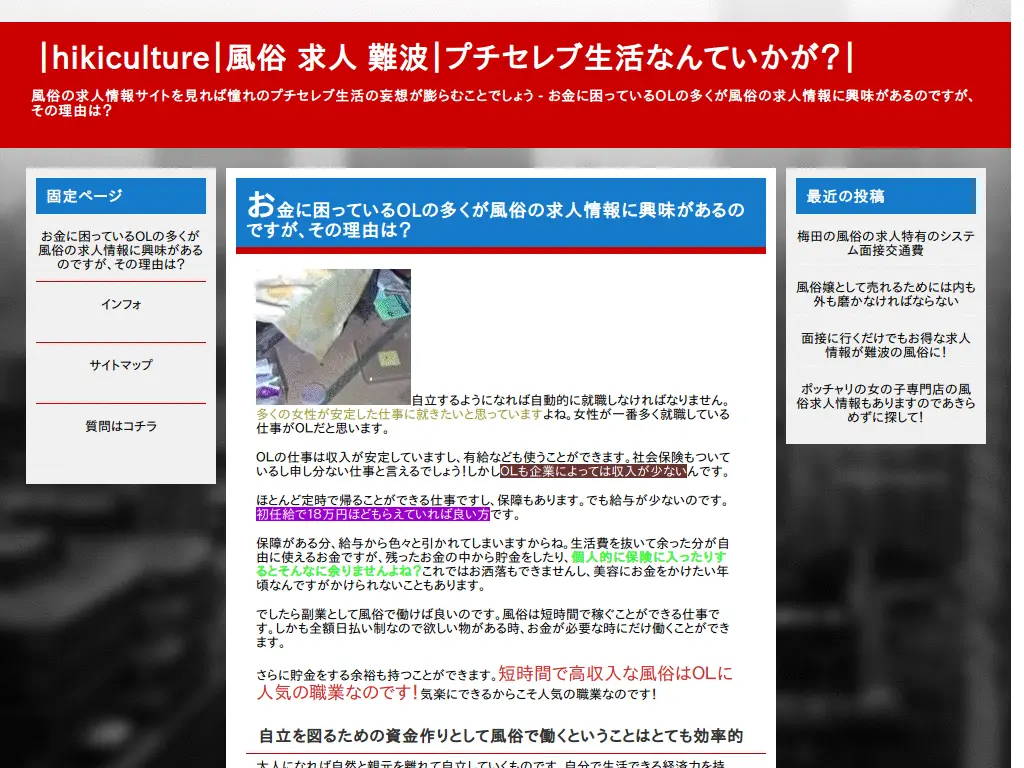 |hikiculture|風俗 求人 難波|プチセレブ生活なんていかが？|
風俗の求人情報サイトを見れば憧れのプチセレブ生活の妄想が膨らむことでしょう - お金に困っているOLの多くが風俗の求人情報に興味があるのですが、
その理由は？
固定ページ
お金に困っているOLの多くが
風俗の求人情報に興味がある
のですが、その理由は？
インフォ
サイトマップ
質問はコチラ
お金に困っているOLの多くが風俗の求人情報に興味があるの
ですが、その理由は？
自立するようになれば自動的に就職しなければなりません。
多くの女性が安定した仕事に就きたいと思っていますよね。女性が一番多く就職している
仕事がOLだと思います。
OLの仕事は収入が安定していますし、有給なども使うことができます。社会保険もついて
いるし申し分ない仕事と言えるでしょう！しかしOLも企業によっては収入が少ないんです。
ほとんど定時で帰ることができる仕事ですし、保障もあります。でも給与が少ないのです。
初任給で18万円ほどもらえていれば良い方です。
保障がある分、給与から色々と引かれてしまいますからね。生活費を抜いて余った分が自
由に使えるお金ですが、残ったお金の中から貯金をしたり、個人的に保険に入ったりす
るとそんなに余りませんよね？これではお洒落もできませんし、美容にお金をかけたい年
頃なんですがかけられないこともあります。
でしたら副業として風俗で働けば良いのです。風俗は短時間で稼ぐことができる仕事で
す。しかも全額日払い制なので欲しい物がある時、お金が必要な時にだけ働くことができ
ます。
さらに貯金をする余裕も持つことができます。短時間で高収入な風俗はOLに
人気の職業なのです！気楽にできるからこそ人気の職業なのです！
自立を図るための資金作りとして風俗で働くということはとても効率的
大人になれば自然と親元を離れて自立していくものです。自分で生活できる経済力を持
最近の投稿
梅田の風俗の求人特有のシステ
ム面接交通費
風俗嬢として売れるためには内も
外も磨かなければならない
面接に行くだけでもお得な求人
情報が難波の風俗に！
ポッチャリの女の子専門店の風
俗求人情報もありますのであきら
めずに探して！